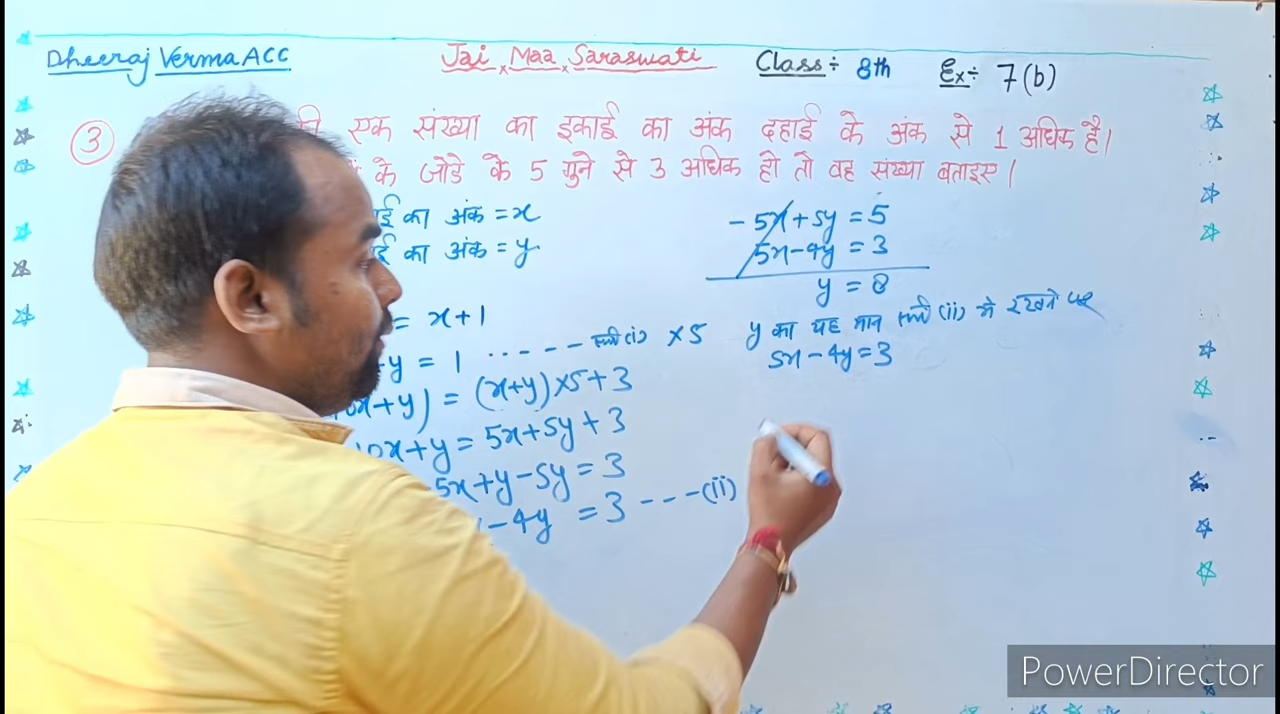 Dheeraj Verma ACC Jai Maa Saraswati Class÷ 8th Ex÷ 7(b)
③ एक संख्या का इकाई का अंक दहाई के अंक से 1 अधिक है।
के जोडे के 5 गुने से 3 अधिक हो तो वह संख्या बताइए।
का अंक = x
का अंक = y
= x+1
y = 1 ----- (i) ×5
x+y) = (x+y)×5+3
x+y = 5x+5y+3
5x+y-5y=3
-4y = 3 ---(ii)
-5x+5y = 5
5x-4y = 3
y = 8
y का यह मान (ii) मे रखने पर
5x-4y=3
PowerDirector